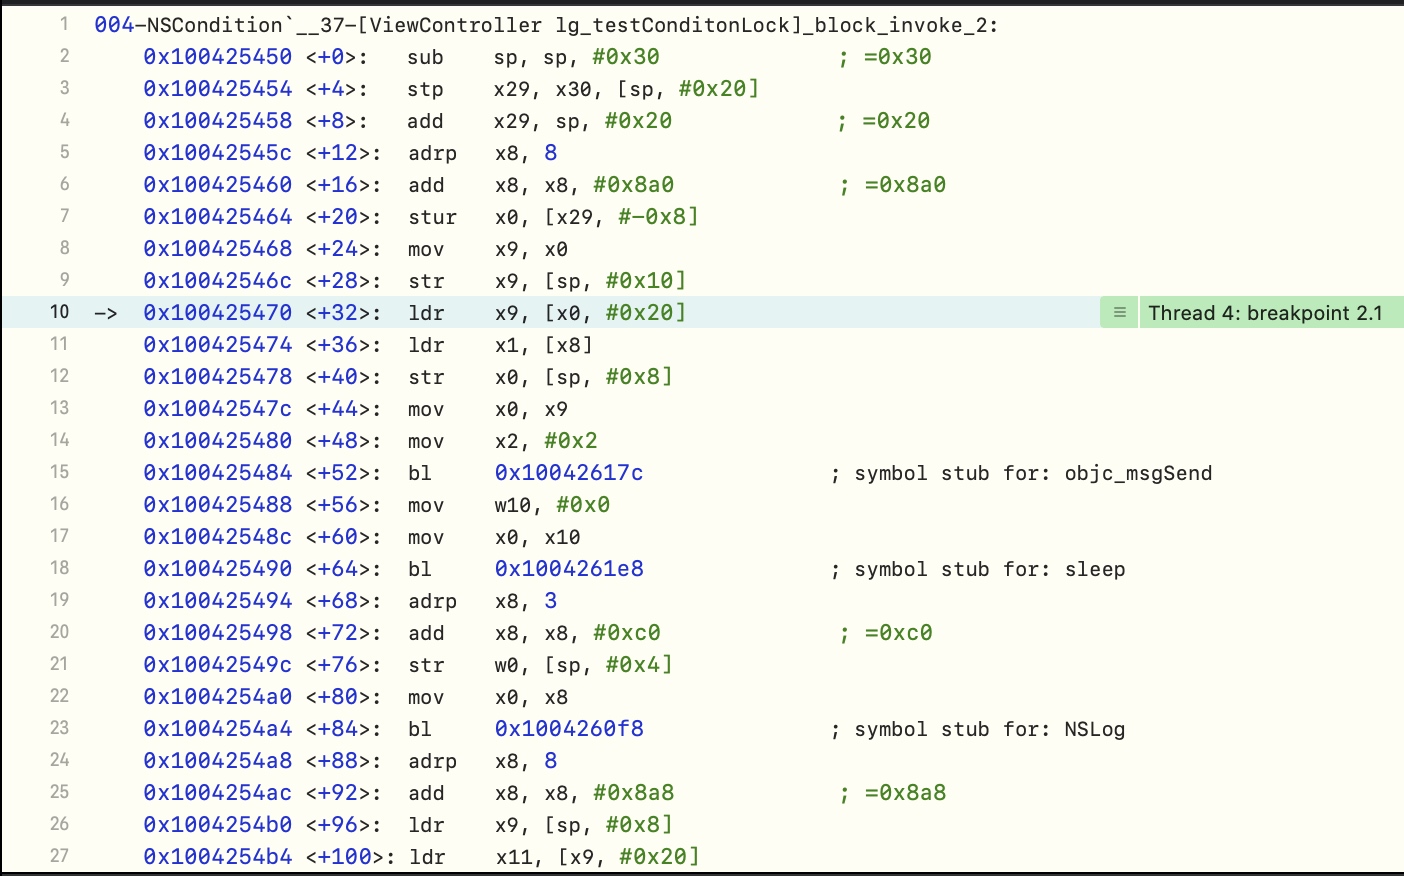 1 004-NSCondition`__37-[ViewController lg_testConditonLock]_block_invoke_2:
2 0x100425450 <+0>: sub sp, sp, #0x30 ; =0x30
3 0x100425454 <+4>: stp x29, x30, [sp, #0x20]
4 0x100425458 <+8>: add x29, sp, #0x20 ; =0x20
5 0x10042545c <+12>: adrp x8, 8
6 0x100425460 <+16>: add x8, x8, #0x8a0 ; =0x8a0
7 0x100425464 <+20>: stur x0, [x29, #-0x8]
8 0x100425468 <+24>: mov x9, x0
9 0x10042546c <+28>: str x9, [sp, #0x10]
10 -> 0x100425470 <+32>: ldr x9, [x0, #0x20] ≡ Thread 4: breakpoint 2.1
11 0x100425474 <+36>: ldr x1, [x8]
12 0x100425478 <+40>: str x0, [sp, #0x8]
13 0x10042547c <+44>: mov x0, x9
14 0x100425480 <+48>: mov x2, #0x2
15 0x100425484 <+52>: bl 0x10042617c ; symbol stub for: objc_msgSend
16 0x100425488 <+56>: mov w10, #0x0
17 0x10042548c <+60>: mov x0, x10
18 0x100425490 <+64>: bl 0x1004261e8 ; symbol stub for: sleep
19 0x100425494 <+68>: adrp x8, 3
20 0x100425498 <+72>: add x8, x8, #0xc0 ; =0xc0
21 0x10042549c <+76>: str w0, [sp, #0x4]
22 0x1004254a0 <+80>: mov x0, x8
23 0x1004254a4 <+84>: bl 0x1004260f8 ; symbol stub for: NSLog
24 0x1004254a8 <+88>: adrp x8, 8
25 0x1004254ac <+92>: add x8, x8, #0x8a8 ; =0x8a8
26 0x1004254b0 <+96>: ldr x9, [sp, #0x8]
27 0x1004254b4 <+100>: ldr x11, [x9, #0x20]